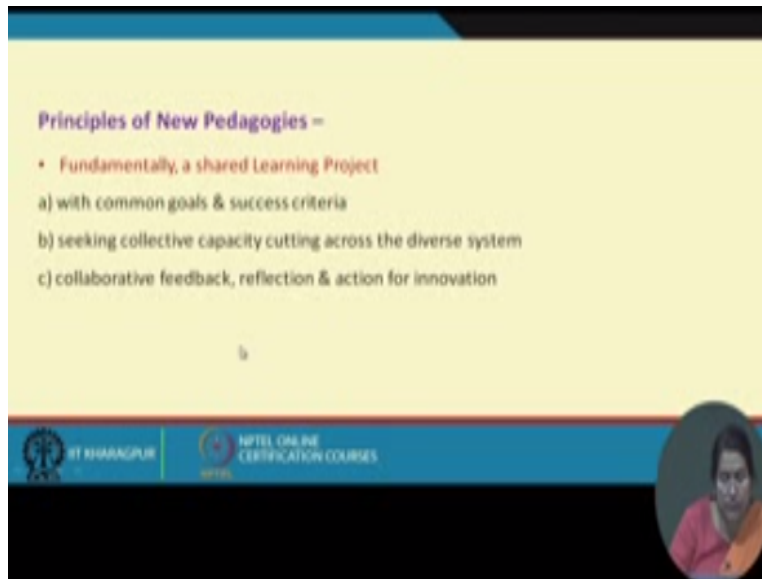 Principles of New Pedagogies –
• Fundamentally, a shared Learning Project
a) with common goals & success criteria
b) seeking collective capacity cutting across the diverse system
c) collaborative feedback, reflection & action for innovation
IIT KHARAGPUR
NPTEL ONLINE
CERTIFICATION COURSES
NPTEL